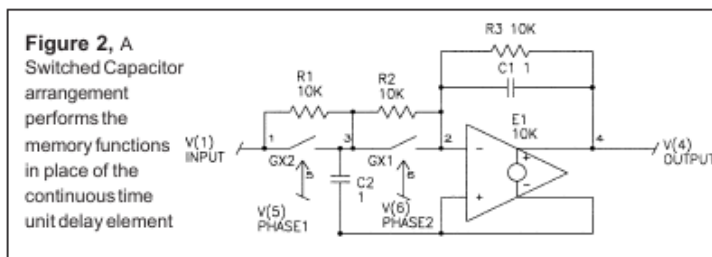 Figure 2, A
Switched Capacitor
arrangement
performs the
memory functions
in place of the
continuous time
unit delay element
R3 10K
C1 1
R1
10K
R2
10K
E1
10K
V(1)
INPUT
1
3
2
4
GX2
5
GX1
6
C2
1
V(5)
PHASE1
V(6)
PHASE2
V(4)
OUTPUT